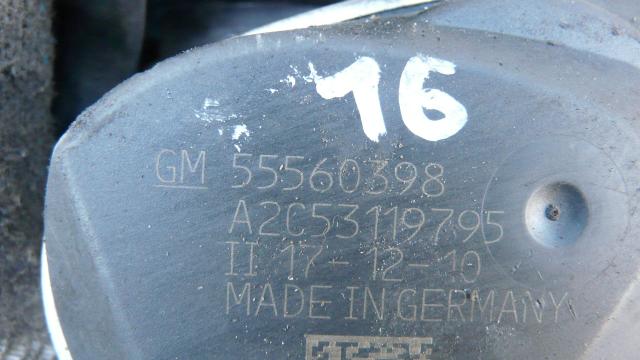 16
GM 55560398
A2C53119795
II 17-12-10
MADE IN GERMANY